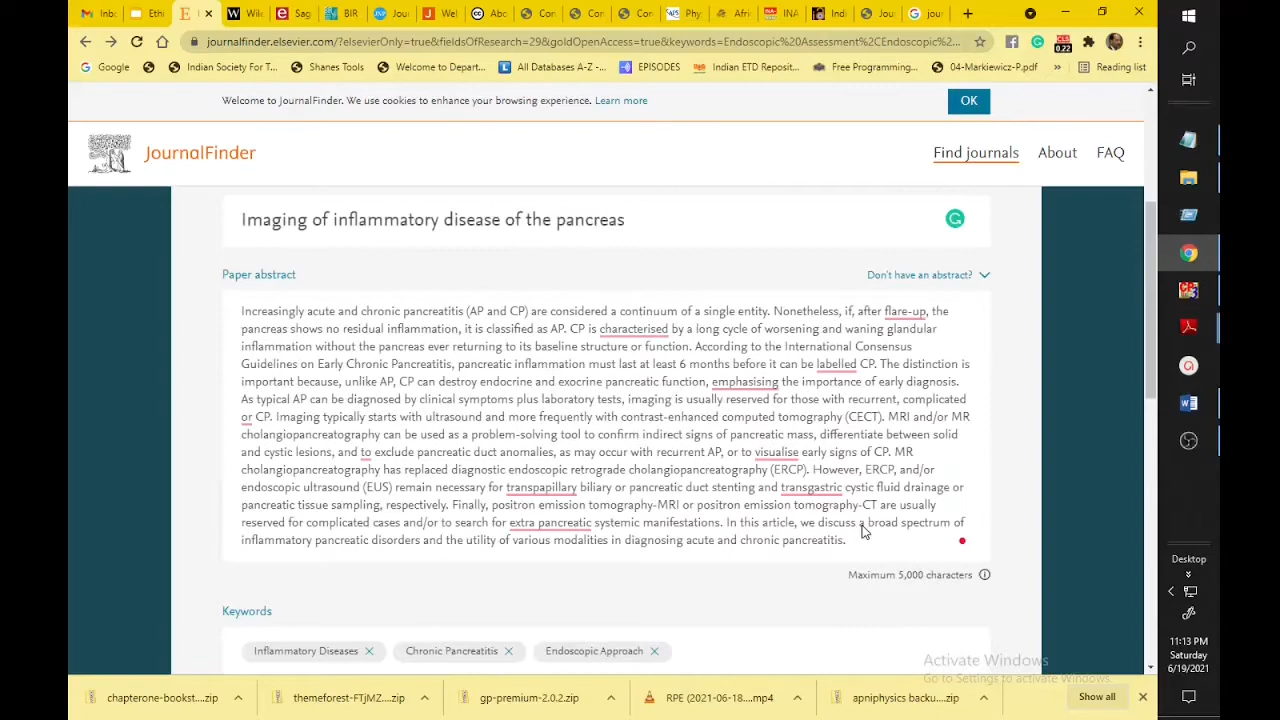 Inb
Ethi
E
Wile
Sag
BIR
Jou
Wel
Abo
Cor
Cor
Cor
Phy
Afri
INA
Indi
Jou
jour
journalfinder.elsevier.com/?elsevierOnly=true&fieldsOfResearch=29&goldOpenAccess=true&keywords=Endoscopic%20Assessment%2CEndoscopic%2...
0.22
Google
Indian Society For T...
Shanes Tools
Welcome to Depart...
All Databases A-Z -...
EPISODES
Indian ETD Reposit...
Free Programming...
04-Markiewicz-P.pdf
»
Reading list
Welcome to JournalFinder. We use cookies to enhance your browsing experience. Learn more
OK
JournalFinder
Find journals
About
FAQ
Imaging of inflammatory disease of the pancreas
Paper abstract
Don't have an abstract?
Increasingly acute and chronic pancreatitis (AP and CP) are considered a continuum of a single entity. Nonetheless, if, after flare-up, the
pancreas shows no residual inflammation, it is classified as AP. CP is characterised by a long cycle of worsening and waning glandular
inflammation without the pancreas ever returning to its baseline structure or function. According to the International Consensus
Guidelines on Early Chronic Pancreatitis, pancreatic inflammation must last at least 6 months before it can be labelled CP. The distinction is
important because, unlike AP, CP can destroy endocrine and exocrine pancreatic function, emphasising the importance of early diagnosis.
As typical AP can be diagnosed by clinical symptoms plus laboratory tests, imaging is usually reserved for those with recurrent, complicated
or CP. Imaging typically starts with ultrasound and more frequently with contrast-enhanced computed tomography (CECT). MRI and/or MR
cholangiopancreatography can be used as a problem-solving tool to confirm indirect signs of pancreatic mass, differentiate between solid
and cystic lesions, and to exclude pancreatic duct anomalies, as may occur with recurrent AP, or to visualise early signs of CP. MR
cholangiopancreatography has replaced diagnostic endoscopic retrograde cholangiopancreatography (ERCP). However, ERCP, and/or
endoscopic ultrasound (EUS) remain necessary for transpapillary biliary or pancreatic duct stenting and transgastric cystic fluid drainage or
pancreatic tissue sampling, respectively. Finally, positron emission tomography-MRI or positron emission tomography-CT are usually
reserved for complicated cases and/or to search for extra pancreatic systemic manifestations. In this article, we discuss a broad spectrum of
inflammatory pancreatic disorders and the utility of various modalities in diagnosing acute and chronic pancreatitis.
Maximum 5,000 characters
Keywords
Inflammatory Diseases
Chronic Pancreatitis
Endoscopic Approach
Activate Windows
Go to Settings to activate Windows.
chapterone-bookst....zip
themeforest-FTJMZ....zip
gp-premium-2.0.2.zip
RPE (2021-06-18....mp4
apniphysics backu....zip
Show all
Desktop
11:13 PM
Saturday
6/19/2021